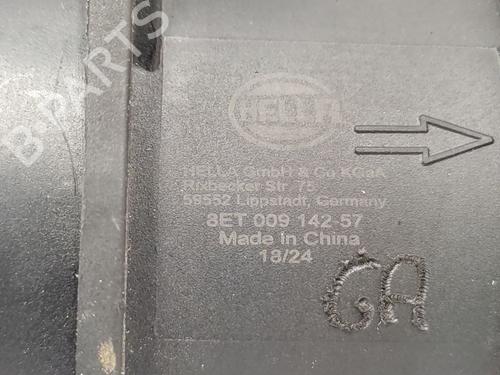 B-PARTS
HELLA
HELLA GmbH & Co KGaA
Rixbecker Str. 75
59552 Lippstadt, Germany
8ET 009 142-57
Made In China
18/24
GA